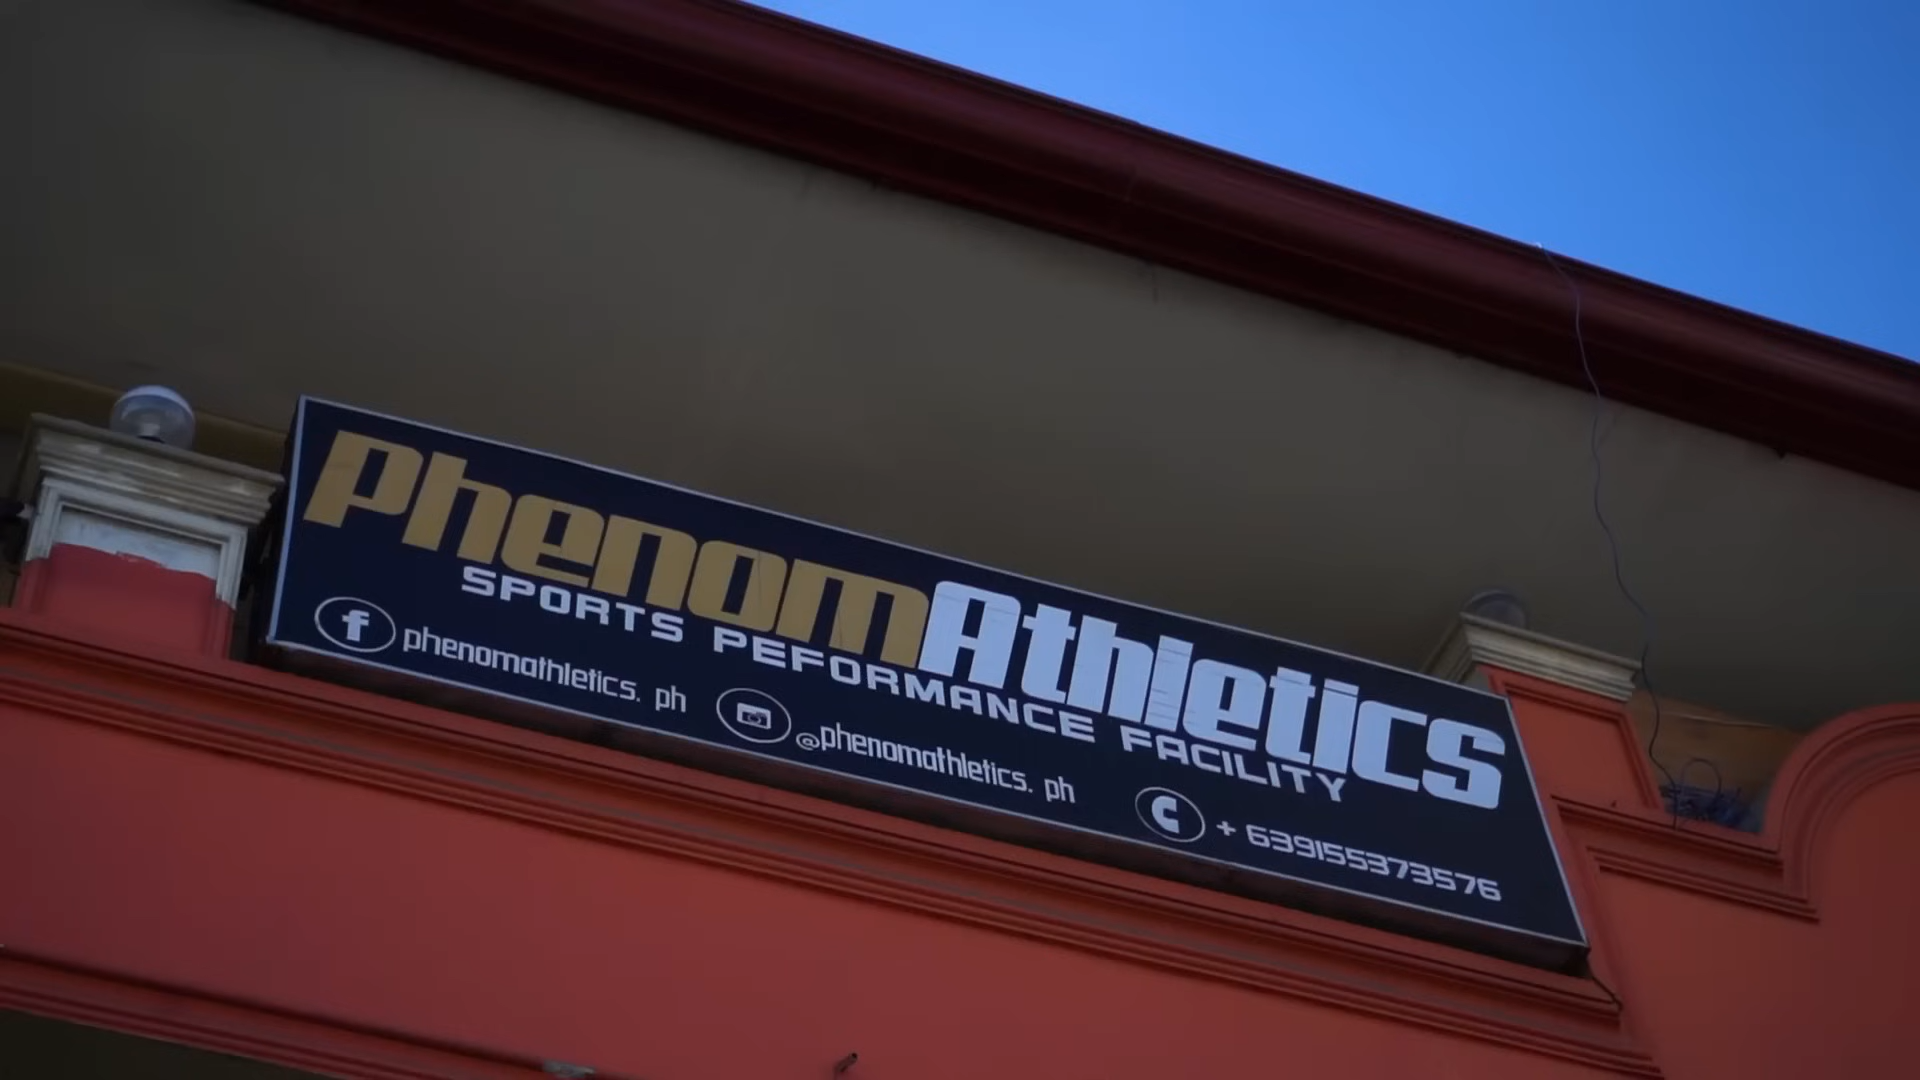 PhenomAthletics
SPORTS PEFORMANCE FACILITY
f phenomathletics. ph @phenomathletics. ph + 639155373576